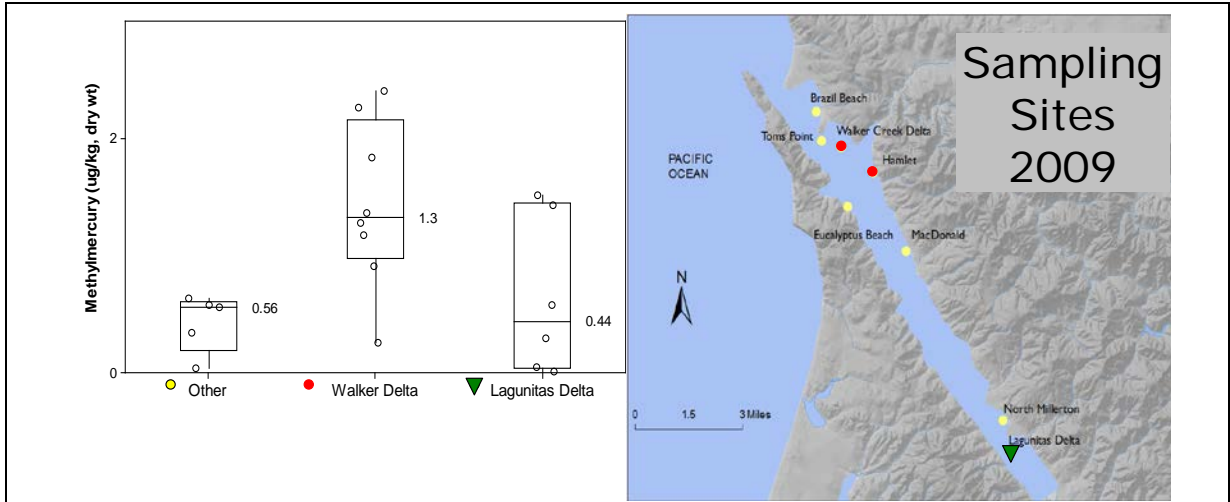 Methylmercury (ug/kg, dry wt)
2
0
0.56
1.3
0.44
Other
Walker Delta
Lagunitas Delta
Sampling
Sites
2009
Brazil Beach
Toms Point
Walker Creek Delta
Hamlet
PACIFIC
OCEAN
Eucalyptus Beach
MacDonald
N
0 1.5 3 Miles
North Millerton
Lagunitas Delta